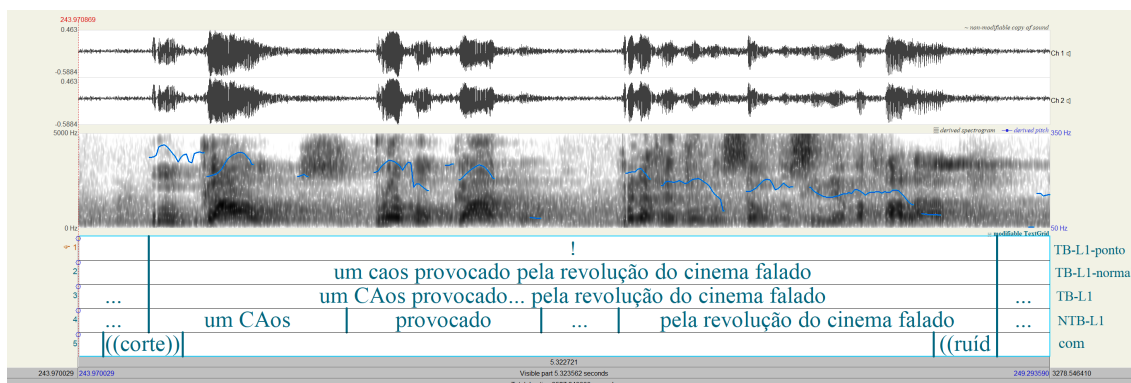 243.970869
0.463
~ non-modifiable copy of sound
Ch 1
-0.5884
0.463
Ch 2
-0.5884
derived spectrogram derived pitch
5000 Hz 350 Hz
0 Hz 50 Hz
modifiable TextGrid
1 ! TB-L1-ponto
2 um caos provocado pela revolução do cinema falado TB-L1-norma
3 ... um CAos provocado... pela revolução do cinema falado ... TB-L1
4 ... um CAos provocado ... pela revolução do cinema falado ... NTB-L1
5 ((corte)) ((ruíd com
5.322721
243.970029 243.970029 Visible part 5.323562 seconds 249.293590 3278.546410